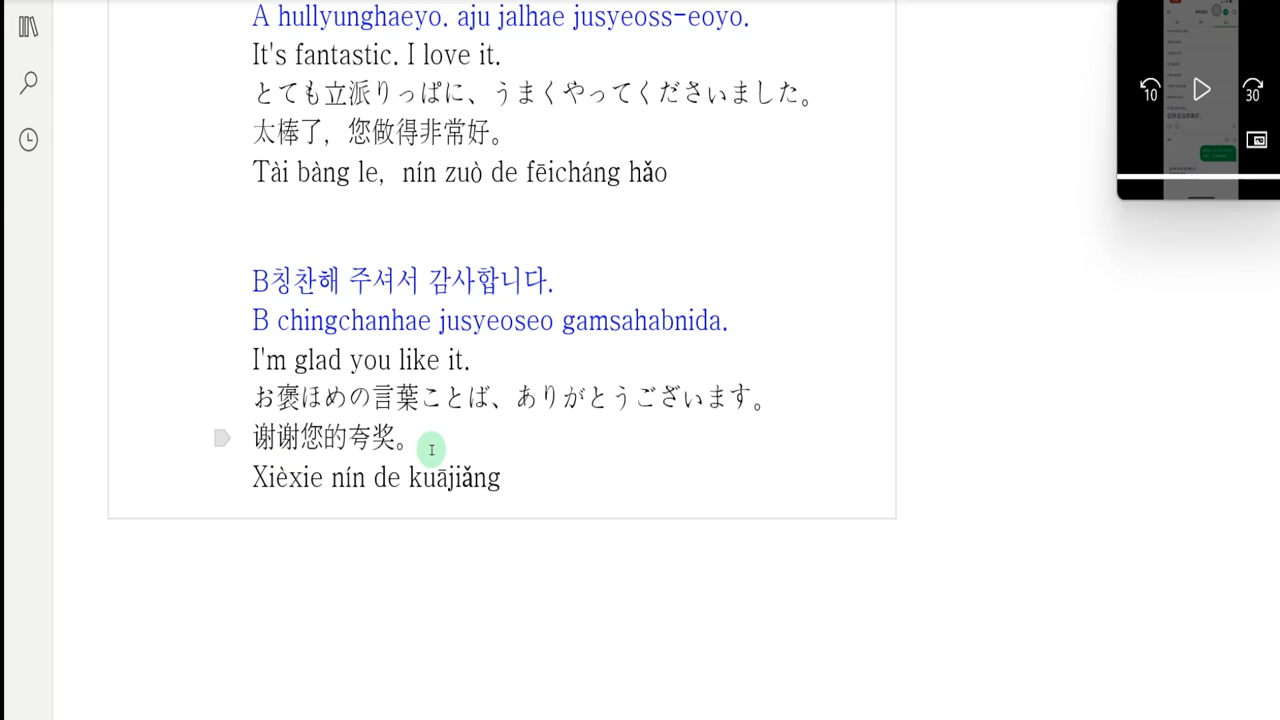 A hullyunghaeyo. aju jalhae jusyeoss-eoyo.
It's fantastic. I love it.
とても立派りっぱに、うまくやってくださいました。
太棒了，您做得非常好。
Tài bàng le,  nín zuò de fēicháng hǎo
B칭찬해 주셔서 감사합니다.
B chingchanhae jusyeoseo gamsahabnida.
I'm glad you like it.
お褒ほめの言葉ことば、ありがとうございます。
谢谢您的夸奖。
Xièxie nín de kuājiǎng
10
30